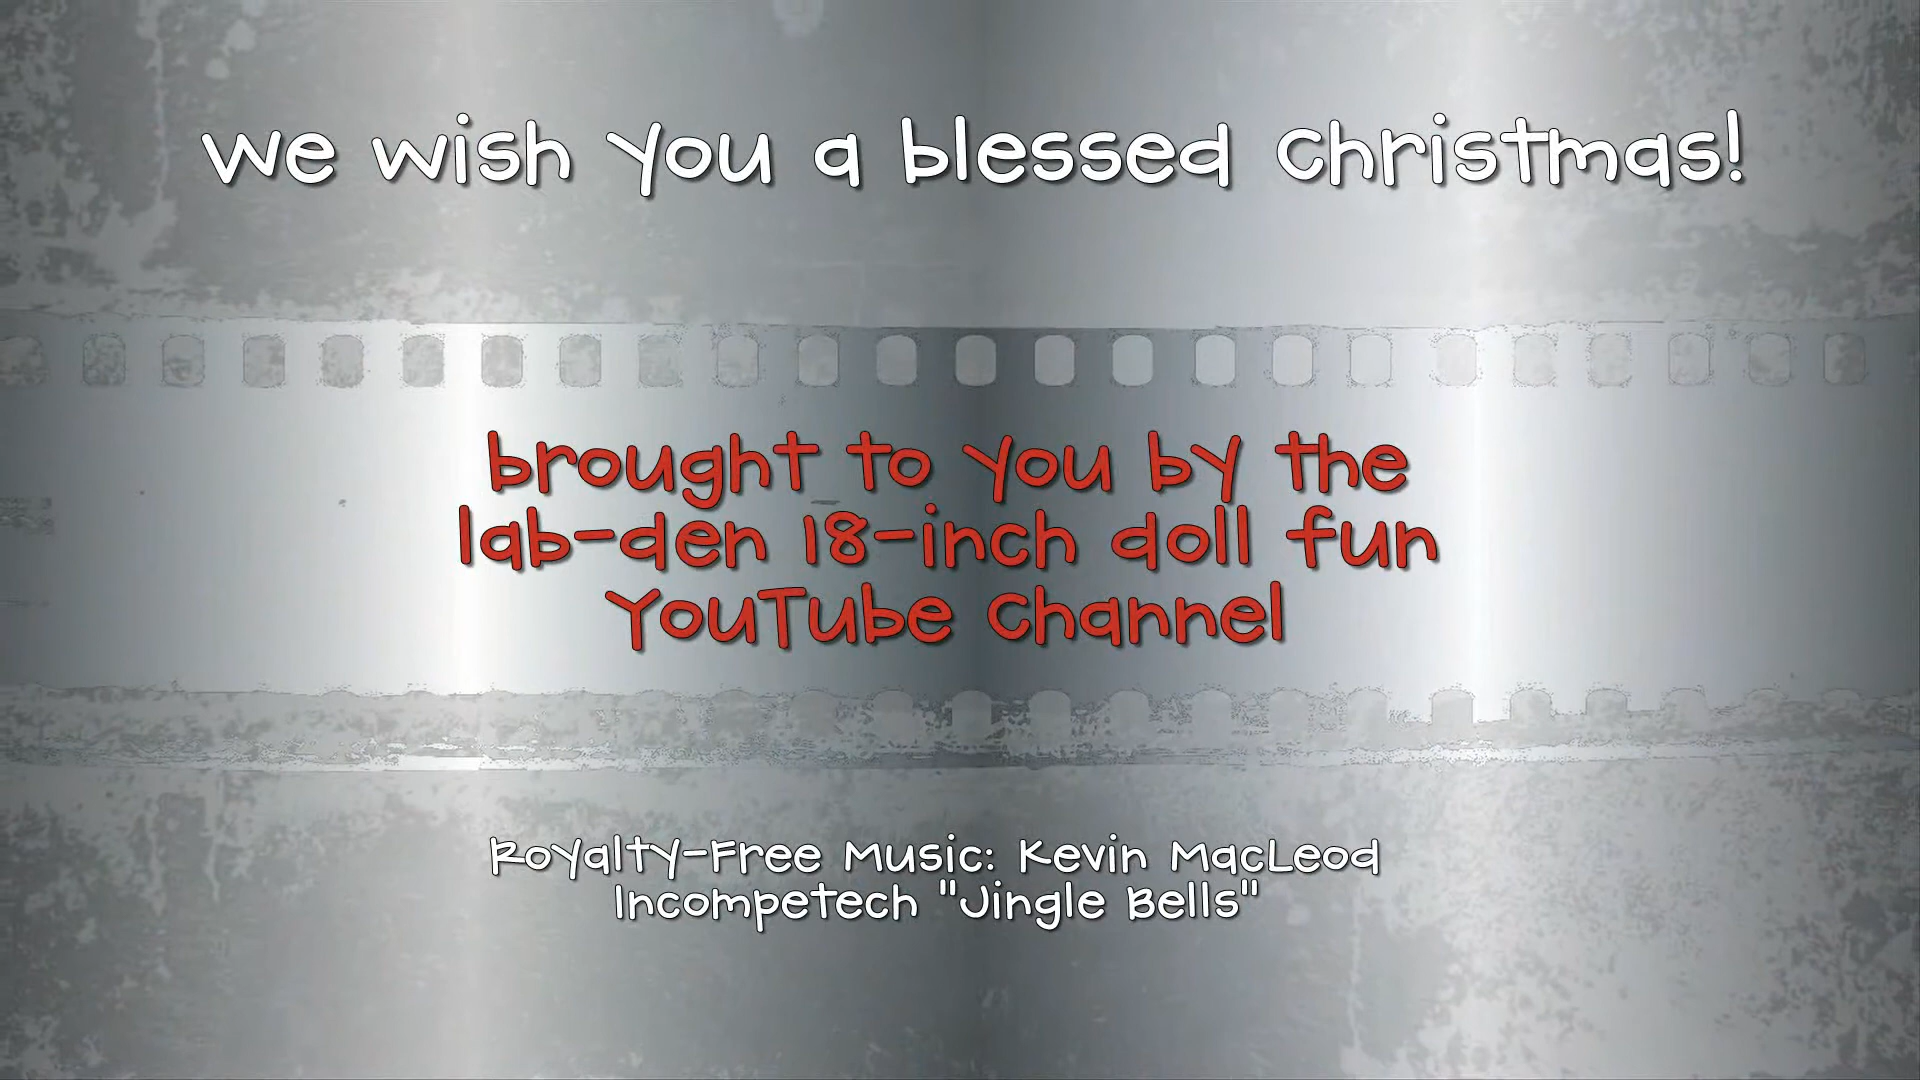 We wish you a blessed Christmas!
brought to you by the
lab-den 18-inch doll fun
YouTube Channel
Royalty-Free Music: Kevin MacLeod
Incompetech "Jingle Bells"